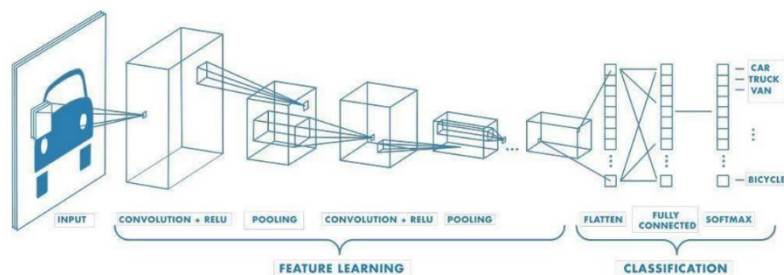 CAR
TRUCK
VAN
BICYCLE
INPUT
CONVOLUTION + RELU
POOLING
CONVOLUTION + RELU
POOLING
...
FLATTEN
FULLY
CONNECTED
SOFTMAX
FEATURE LEARNING
CLASSIFICATION